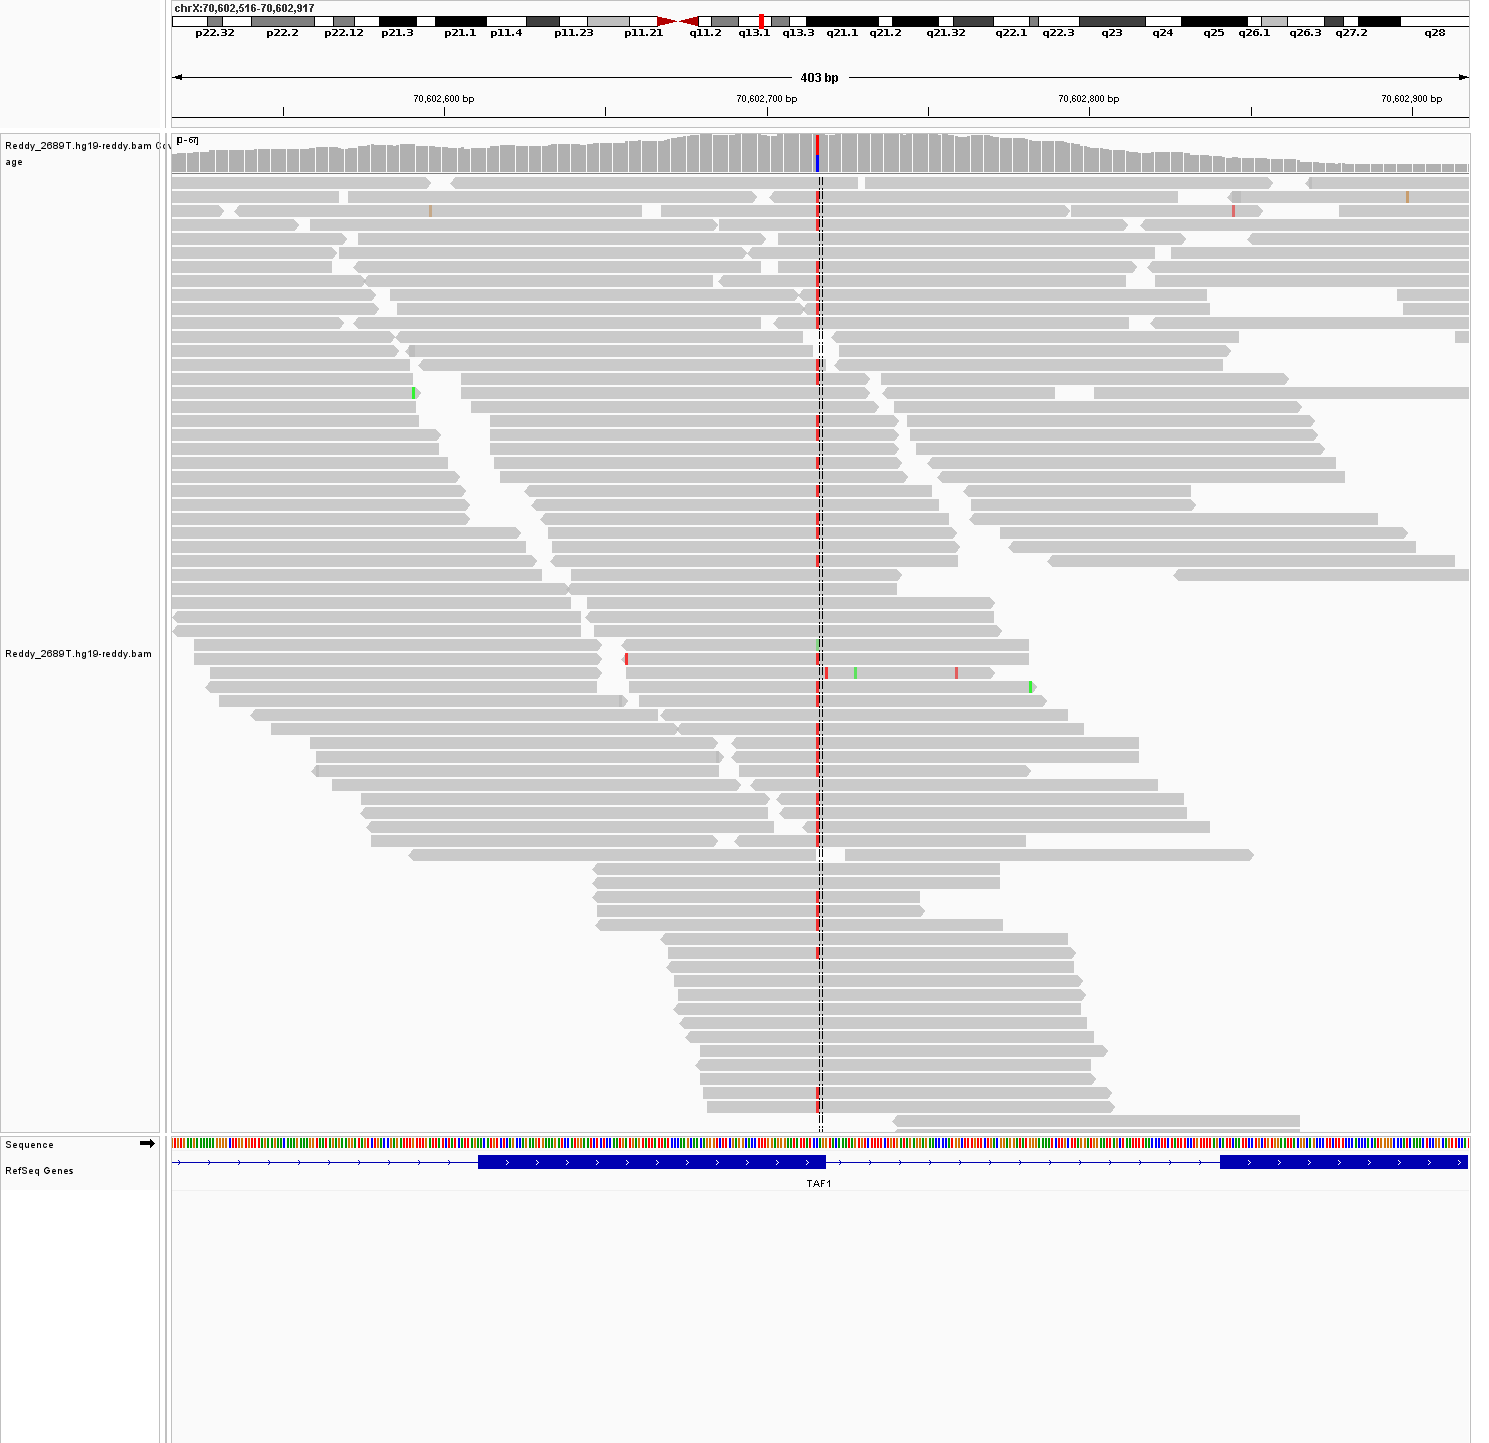 chrX:70,602,516-70,602,917
p22.32 p22.2 p22.12 p21.3 p21.1 p11.4 p11.23 p11.21 q11.2 q13.1 q13.3 q21.1 q21.2 q21.32 q22.1 q22.3 q23 q24 q25 q26.1 q26.3 q27.2 q28
403 bp
70,602,600 bp 70,602,700 bp 70,602,800 bp 70,602,900 bp
[0-67]
Reddy_2689T.hg19-reddy.bam Cov
age
Reddy_2689T.hg19-reddy.bam
Sequence
RefSeq Genes
TAF1